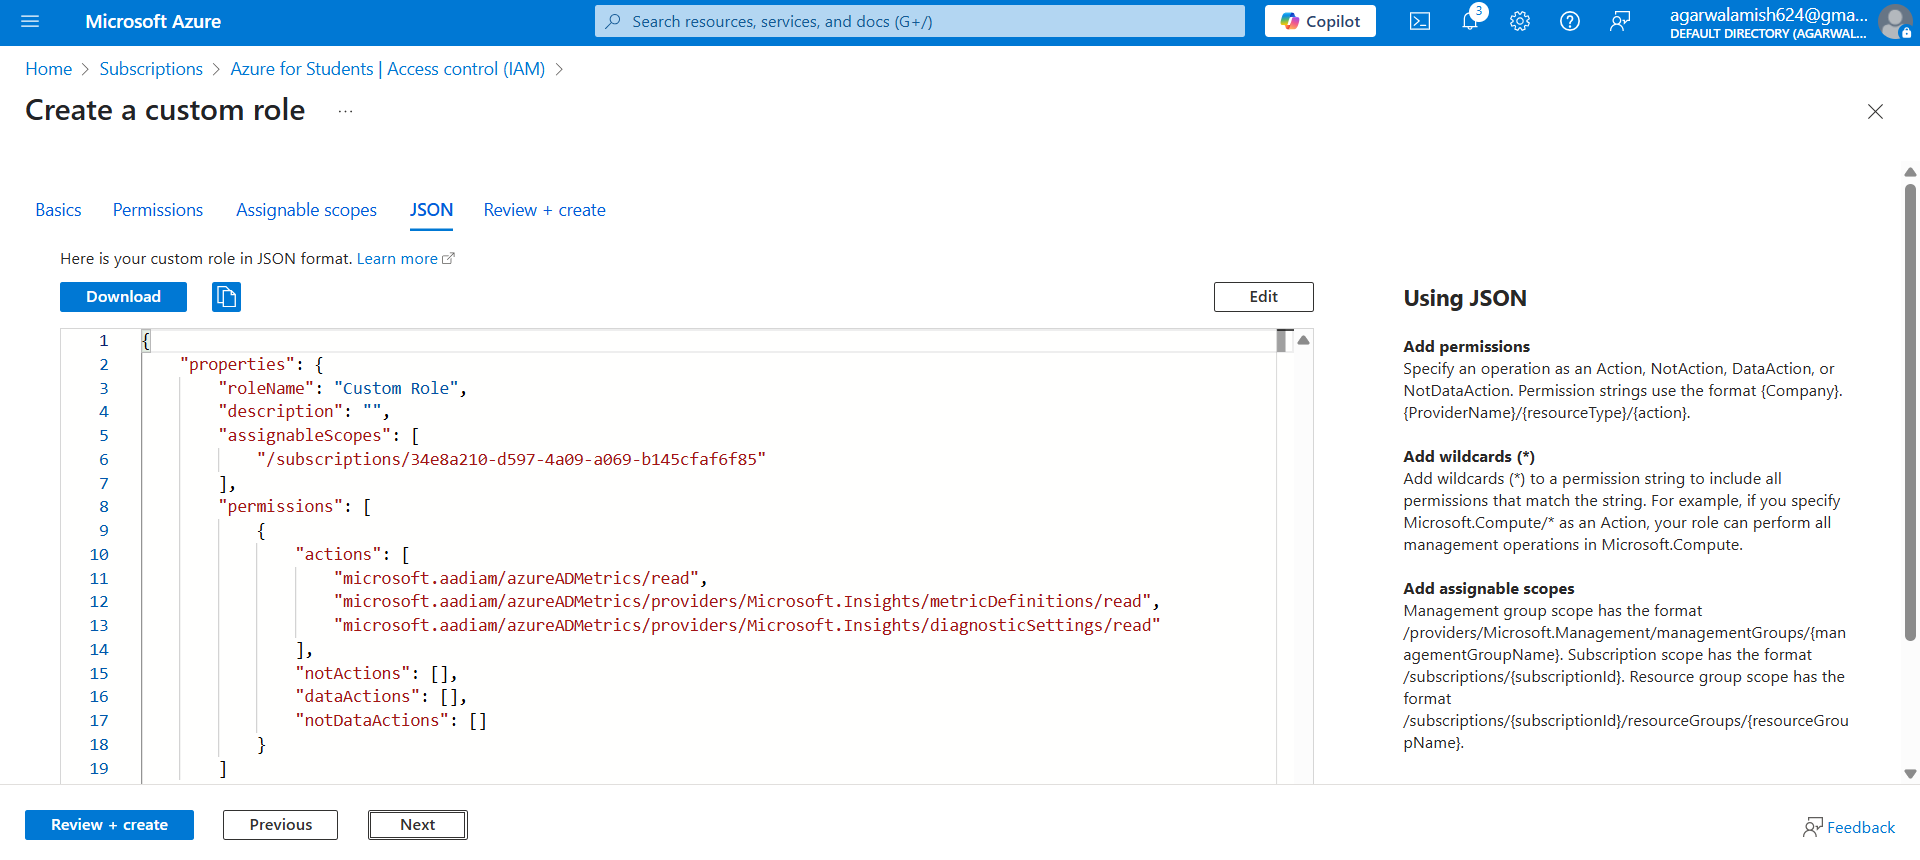 Microsoft Azure
Search resources, services, and docs (G+/)
Copilot
3
agarwalamish624@gma...
DEFAULT DIRECTORY (AGARWAL...
Home > Subscriptions > Azure for Students | Access control (IAM) >
Create a custom role ...
Basics Permissions Assignable scopes JSON Review + create
Here is your custom role in JSON format. Learn more
Download
Edit
1 {
2 "properties": {
3 "roleName": "Custom Role",
4 "description": "",
5 "assignableScopes": [
6 "/subscriptions/34e8a210-d597-4a09-a069-b145cfaf6f85"
7 ],
8 "permissions": [
9 {
10 "actions": [
11 "microsoft.aadiam/azureADMetrics/read",
12 "microsoft.aadiam/azureADMetrics/providers/Microsoft.Insights/metricDefinitions/read",
13 "microsoft.aadiam/azureADMetrics/providers/Microsoft.Insights/diagnosticSettings/read"
14 ],
15 "notActions": [],
16 "dataActions": [],
17 "notDataActions": []
18 }
19 ]
Using JSON
Add permissions
Specify an operation as an Action, NotAction, DataAction, or
NotDataAction. Permission strings use the format {Company}.
{ProviderName}/{resourceType}/{action}.
Add wildcards (*)
Add wildcards (*) to a permission string to include all
permissions that match the string. For example, if you specify
Microsoft.Compute/* as an Action, your role can perform all
management operations in Microsoft.Compute.
Add assignable scopes
Management group scope has the format
/providers/Microsoft.Management/managementGroups/{man
agementGroupName}. Subscription scope has the format
/subscriptions/{subscriptionId}. Resource group scope has the
format
/subscriptions/{subscriptionId}/resourceGroups/{resourceGrou
pName}.
Review + create
Previous
Next
Feedback